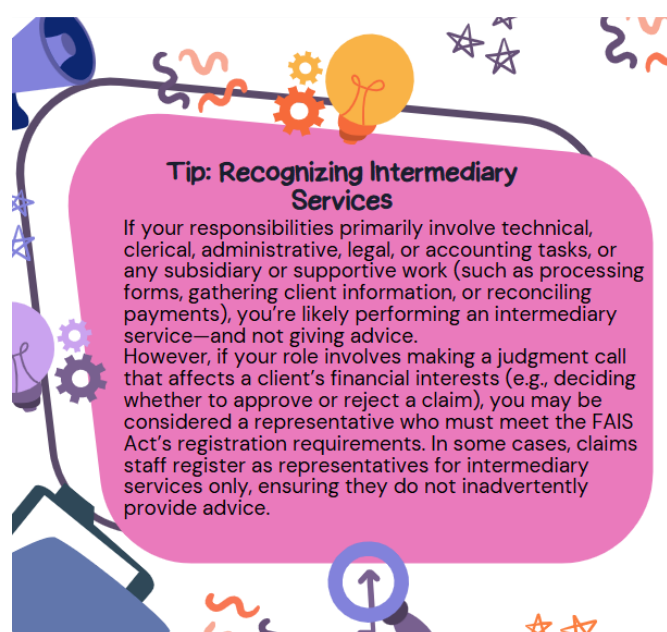 Tip: Recognizing Intermediary
Services
If your responsibilities primarily involve technical,
clerical, administrative, legal, or accounting tasks, or
any subsidiary or supportive work (such as processing
forms, gathering client information, or reconciling
payments), you’re likely performing an intermediary
service—and not giving advice.
However, if your role involves making a judgment call
that affects a client’s financial interests (e.g., deciding
whether to approve or reject a claim), you may be
considered a representative who must meet the FAIS
Act’s registration requirements. In some cases, claims
staff register as representatives for intermediary
services only, ensuring they do not inadvertently
provide advice.